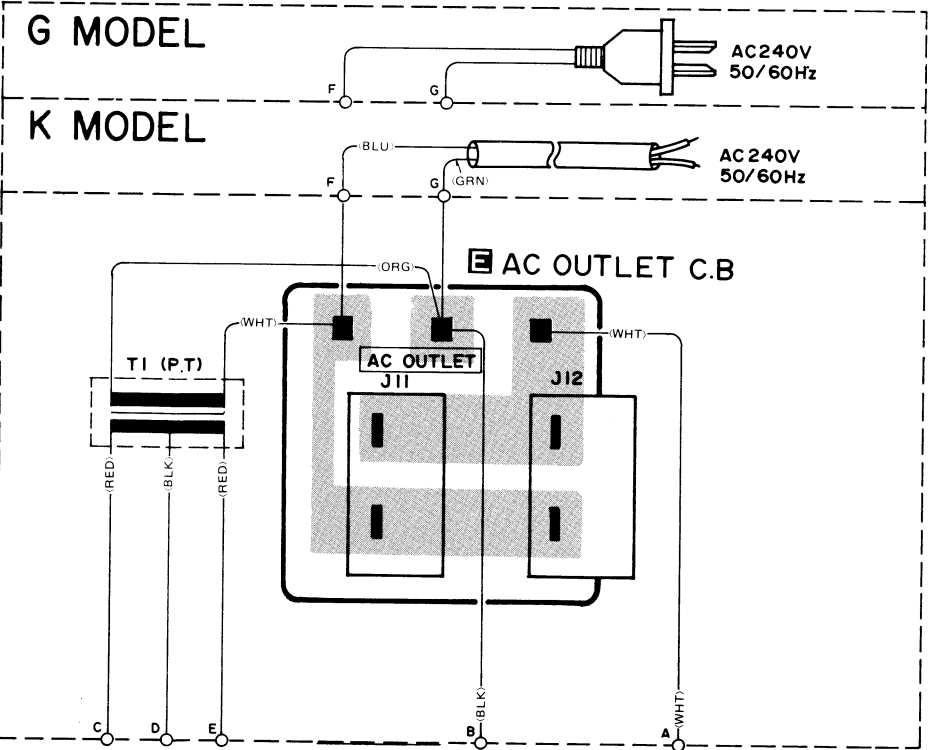 G MODEL
AC240V
50/60Hz
F
G
K MODEL
(BLU)
AC240V
50/60Hz
F
G
(GRN)
(ORG)
E AC OUTLET C.B
(WHT)
(WHT)
T1 (P.T)
AC OUTLET
J11
J12
(RED)
(BLK)
(RED)
(BLK)
(WHT)
C
D
E
B
A